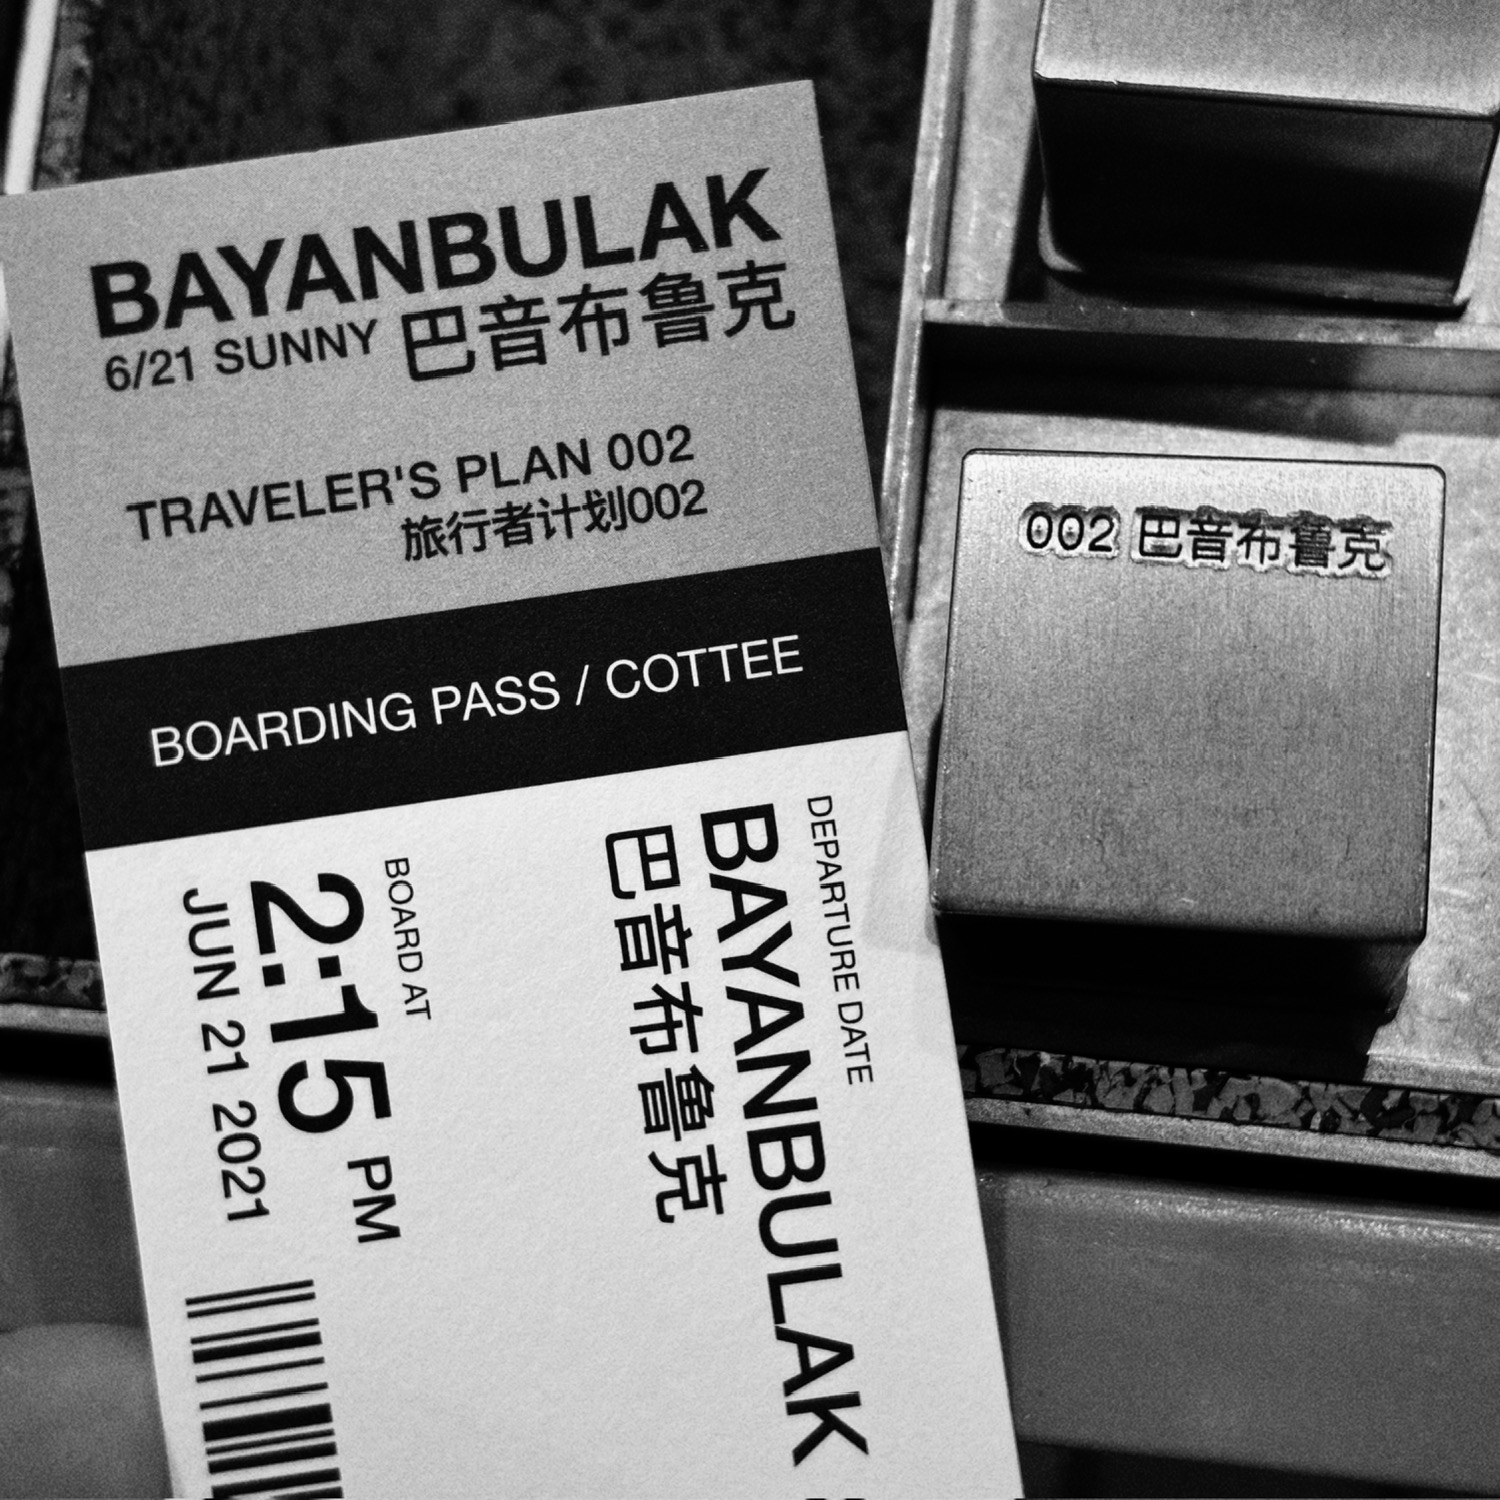 BAYANBULAK
6/21 SUNNY 巴音布鲁克
TRAVELER'S PLAN 002
旅行者计划002
BOARDING PASS / COTTEE
DEPARTURE DATE
BAYANBULAK
巴音布鲁克
BOARD AT
2:15 PM
JUN 21 2021
002 巴音布鲁克